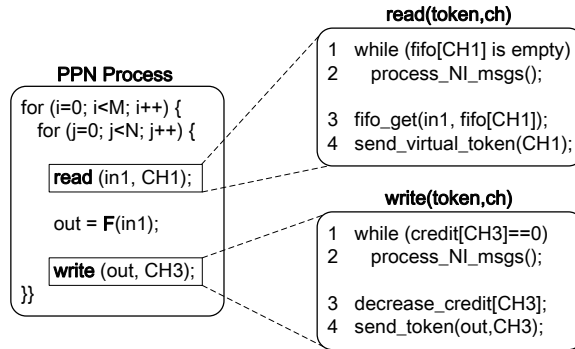 PPN Process
for (i=0; i<M; i++) {
for (j=0; j<N; j++) {
read (in1, CH1);
out = F(in1);
write (out, CH3);
}}
read(token,ch)
1 while (fifo[CH1] is empty)
2 process_NI_msgs();
3 fifo_get(in1, fifo[CH1]);
4 send_virtual_token(CH1);
write(token,ch)
1 while (credit[CH3]==0)
2 process_NI_msgs();
3 decrease_credit[CH3];
4 send_token(out,CH3);